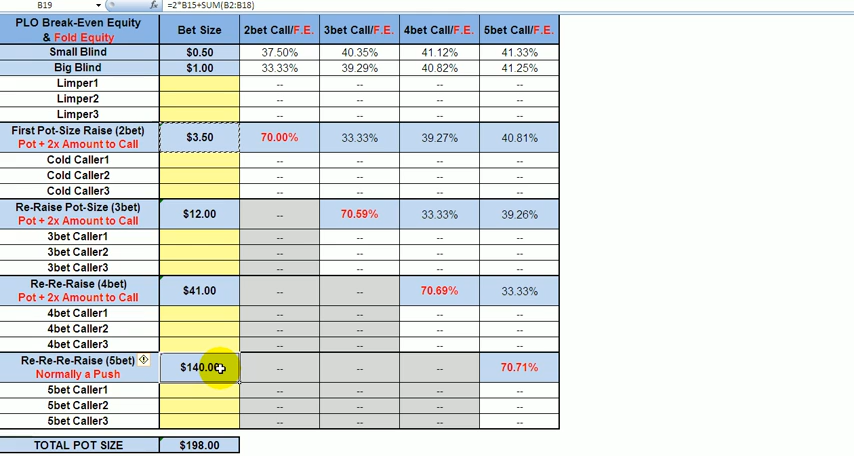 B19 fx =2*B15+SUM(B2:B18)
PLO Break-Even Equity & Fold Equity Bet Size 2bet Call/F.E. 3bet Call/F.E. 4bet Call/F.E. 5bet Call/F.E.
Small Blind $0.50 37.50% 40.35% 41.12% 41.33%
Big Blind $1.00 33.33% 39.29% 40.82% 41.25%
Limper1 -- -- -- --
Limper2 -- -- -- --
Limper3 -- -- -- --
First Pot-Size Raise (2bet)
Pot + 2x Amount to Call $3.50 70.00% 33.33% 39.27% 40.81%
Cold Caller1 -- -- -- --
Cold Caller2 -- -- -- --
Cold Caller3 -- -- -- --
Re-Raise Pot-Size (3bet)
Pot + 2x Amount to Call $12.00 -- 70.59% 33.33% 39.26%
3bet Caller1 -- -- -- --
3bet Caller2 -- -- -- --
3bet Caller3 -- -- -- --
Re-Re-Raise (4bet)
Pot + 2x Amount to Call $41.00 -- -- 70.69% 33.33%
4bet Caller1 -- -- -- --
4bet Caller2 -- -- -- --
4bet Caller3 -- -- -- --
Re-Re-Re-Raise (5bet)
Normally a Push $140.00 -- -- -- 70.71%
5bet Caller1 -- -- -- --
5bet Caller2 -- -- -- --
5bet Caller3 -- -- -- --
TOTAL POT SIZE $198.00